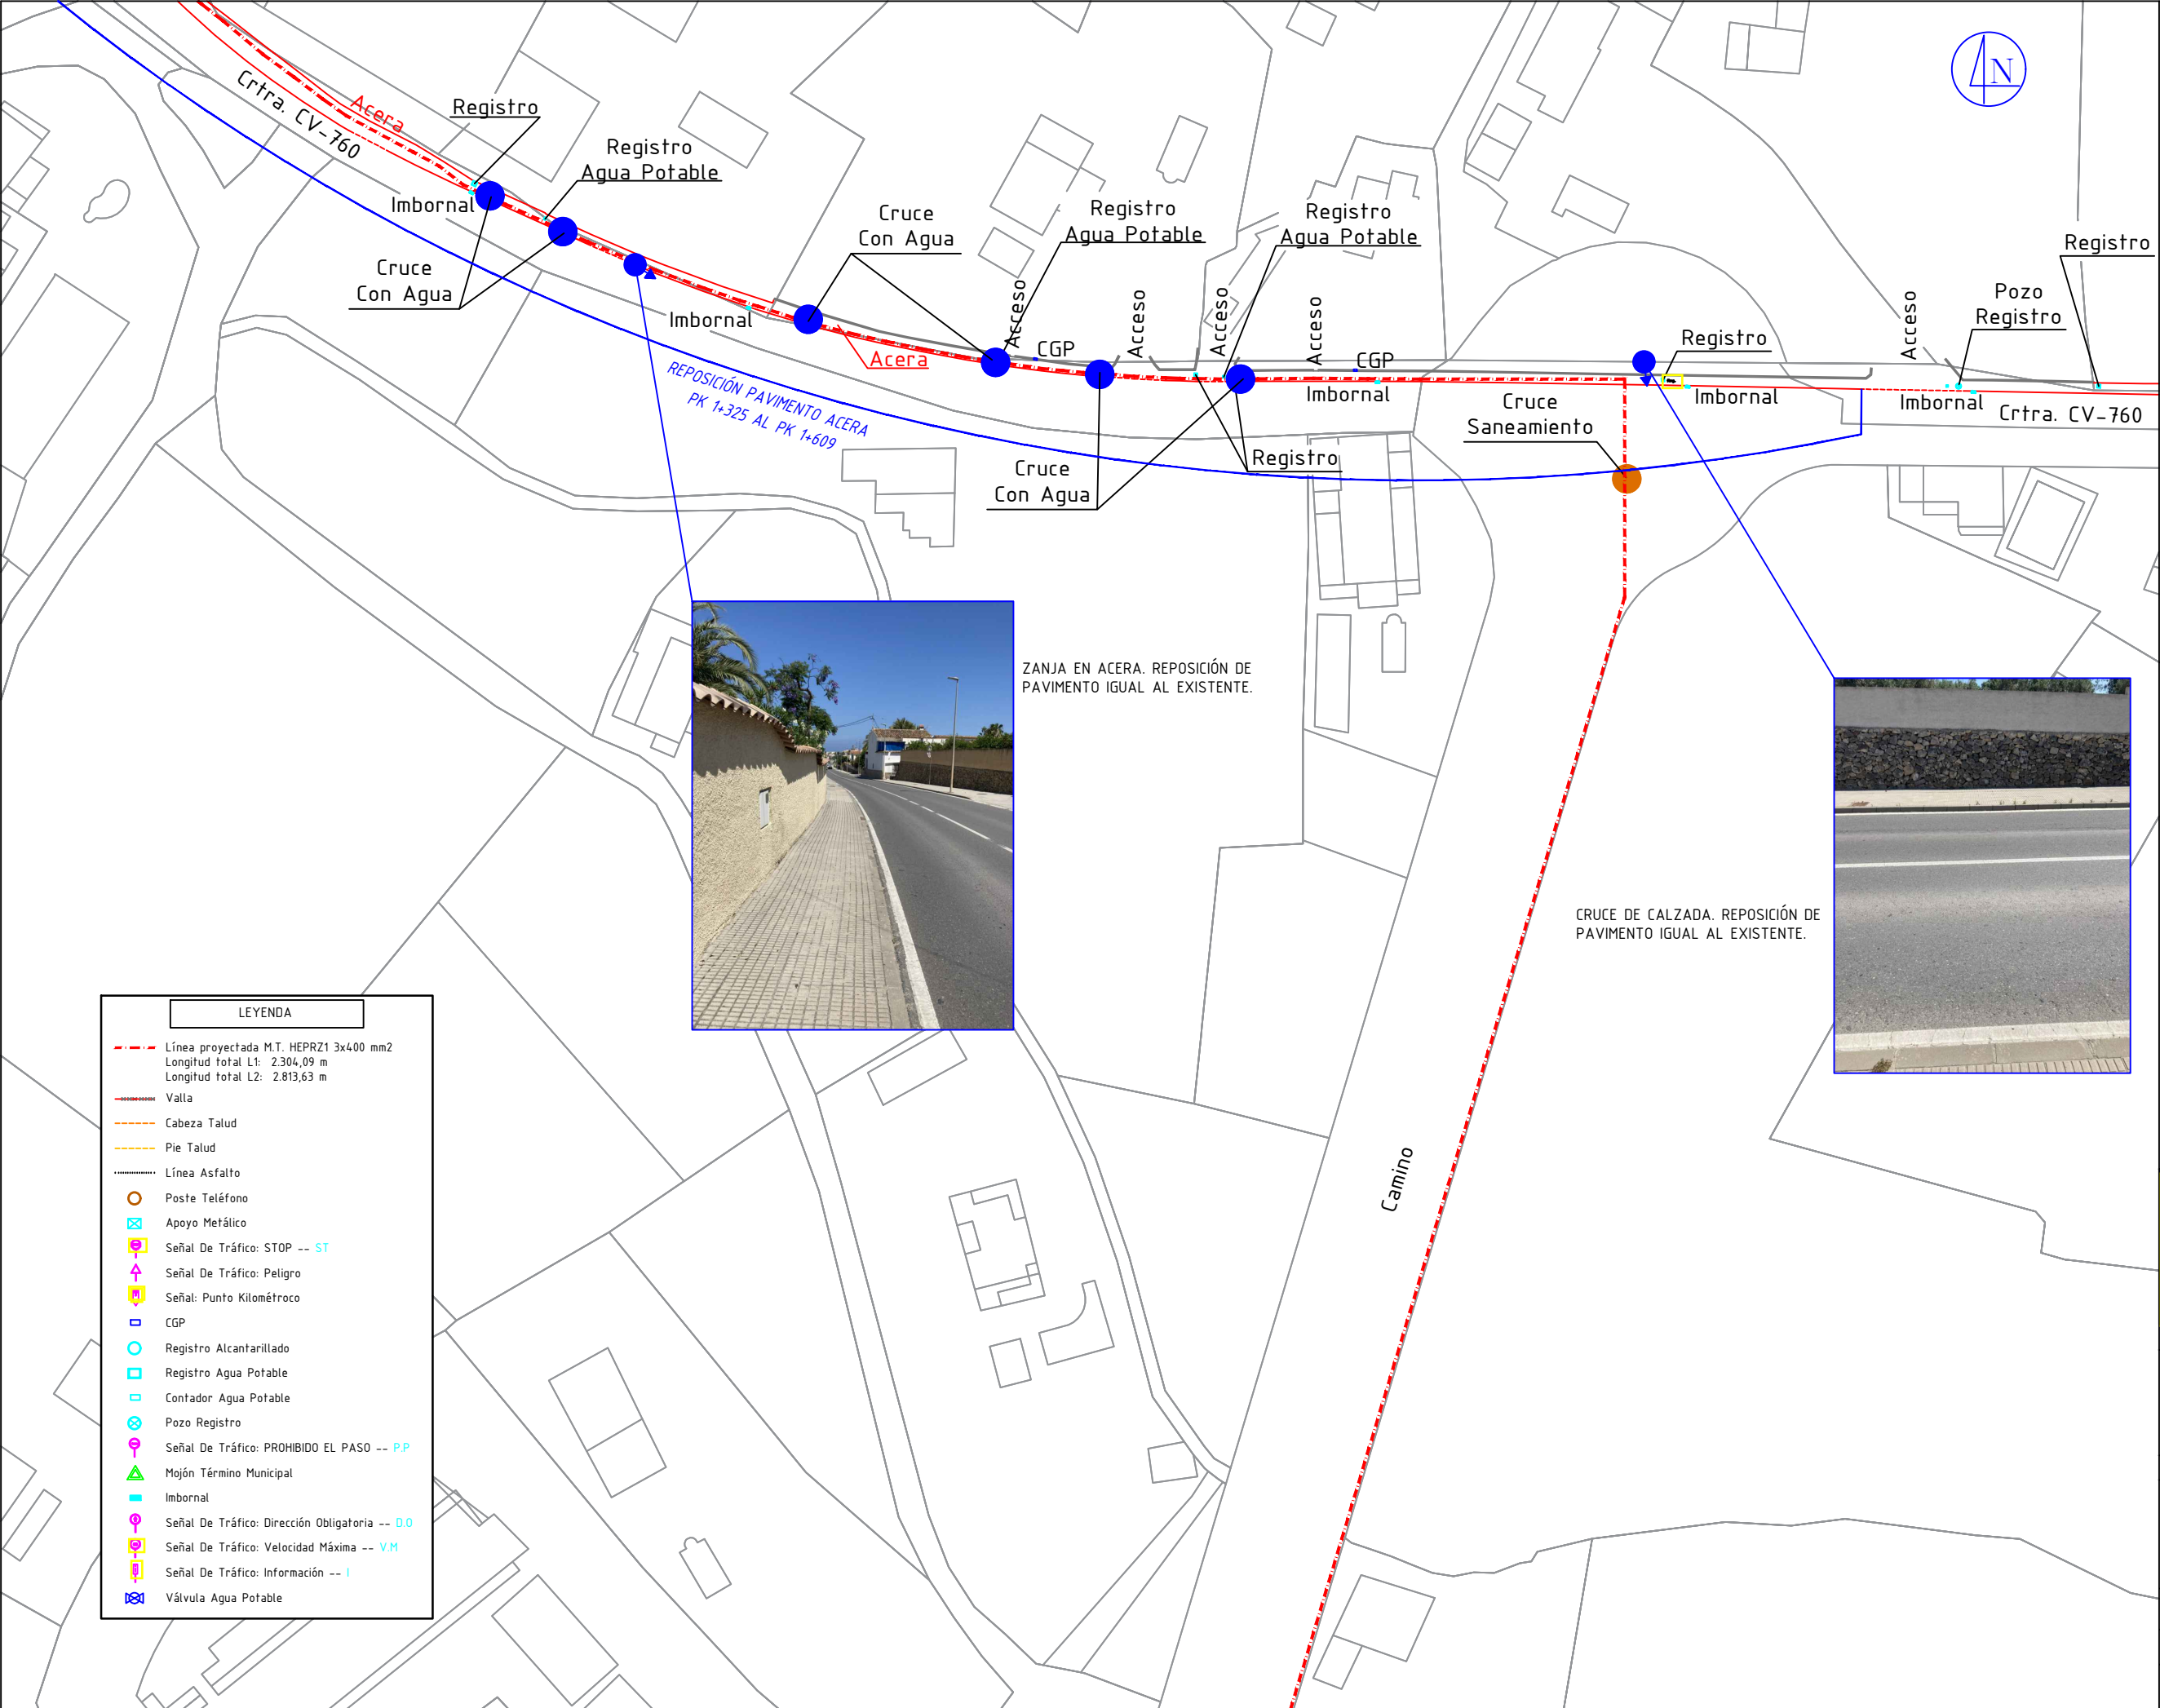 N
Crtra. CV-760
Acera
Registro
Registro
Agua Potable
Imbornal
Cruce
Con Agua
Imbornal
Cruce
Con Agua
Acera
REPOSICIÓN PAVIMENTO ACERA
PK 1+325 AL PK 1+609
Registro
Agua Potable
Acceso
CGP
Acceso
Acceso
Registro
Agua Potable
Acceso
CGP
Imbornal
Cruce
Con Agua
Registro
Cruce
Saneamiento
Registro
Imbornal
Acceso
Pozo
Registro
Registro
Imbornal
Crtra. CV-760
ZANJA EN ACERA. REPOSICIÓN DE
PAVIMENTO IGUAL AL EXISTENTE.
CRUCE DE CALZADA. REPOSICIÓN DE
PAVIMENTO IGUAL AL EXISTENTE.
Camino
LEYENDA
Línea proyectada M.T. HEPRZ1 3x400 mm2
Longitud total L1: 2.304,09 m
Longitud total L2: 2.813,63 m
Valla
Cabeza Talud
Pie Talud
Línea Asfalto
Poste Teléfono
Apoyo Metálico
Señal De Tráfico: STOP -- ST
Señal De Tráfico: Peligro
Señal: Punto Kilométroco
CGP
Registro Alcantarillado
Registro Agua Potable
Contador Agua Potable
Pozo Registro
Señal De Tráfico: PROHIBIDO EL PASO -- P.P
Mojón Término Municipal
Imbornal
Señal De Tráfico: Dirección Obligatoria -- D.O
Señal De Tráfico: Velocidad Máxima -- V.M
Señal De Tráfico: Información -- I
Válvula Agua Potable